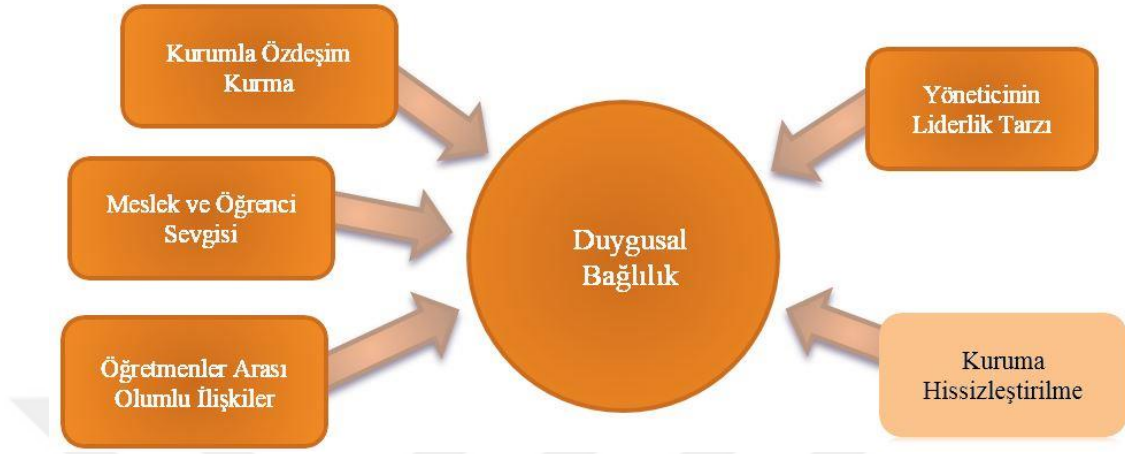 Kurumla Özdeşim
Kurma
Meslek ve Öğrenci
Sevgisi
Öğretmenler Arası
Olumlu İlişkiler
Duygusal
Bağlılık
Yöneticinin
Liderlik Tarzı
Kuruma
Hissizleştirilme